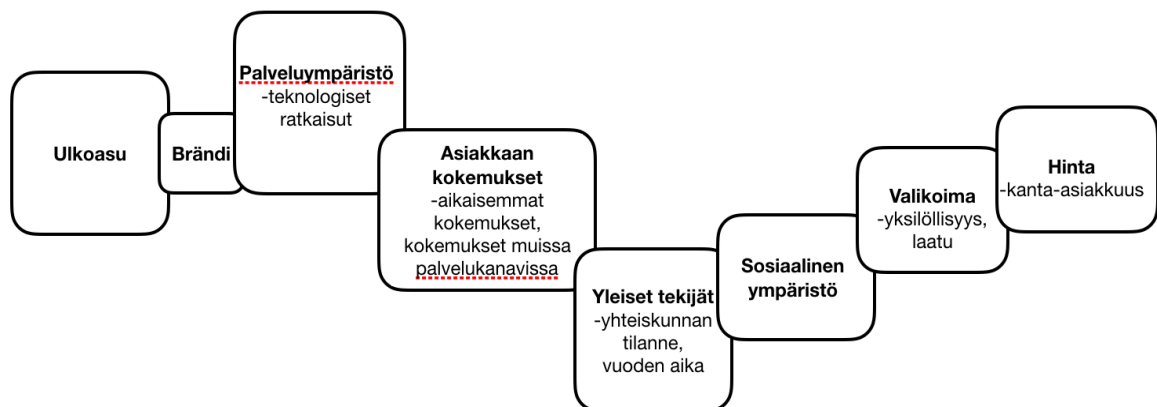 Ulkoasu
Brändi
Palveluympäristö
-teknologiset
ratkaisut
Asiakkaan
kokemukset
-aikaisemmat
kokemukset,
kokemukset muissa
palvelukanavissa
Yleiset tekijät
-yhteiskunnan
tilanne,
vuoden aika
Sosiaalinen
ympäristö
Valikoima
-yksilöllisyys,
laatu
Hinta
-kanta-asiakkuus